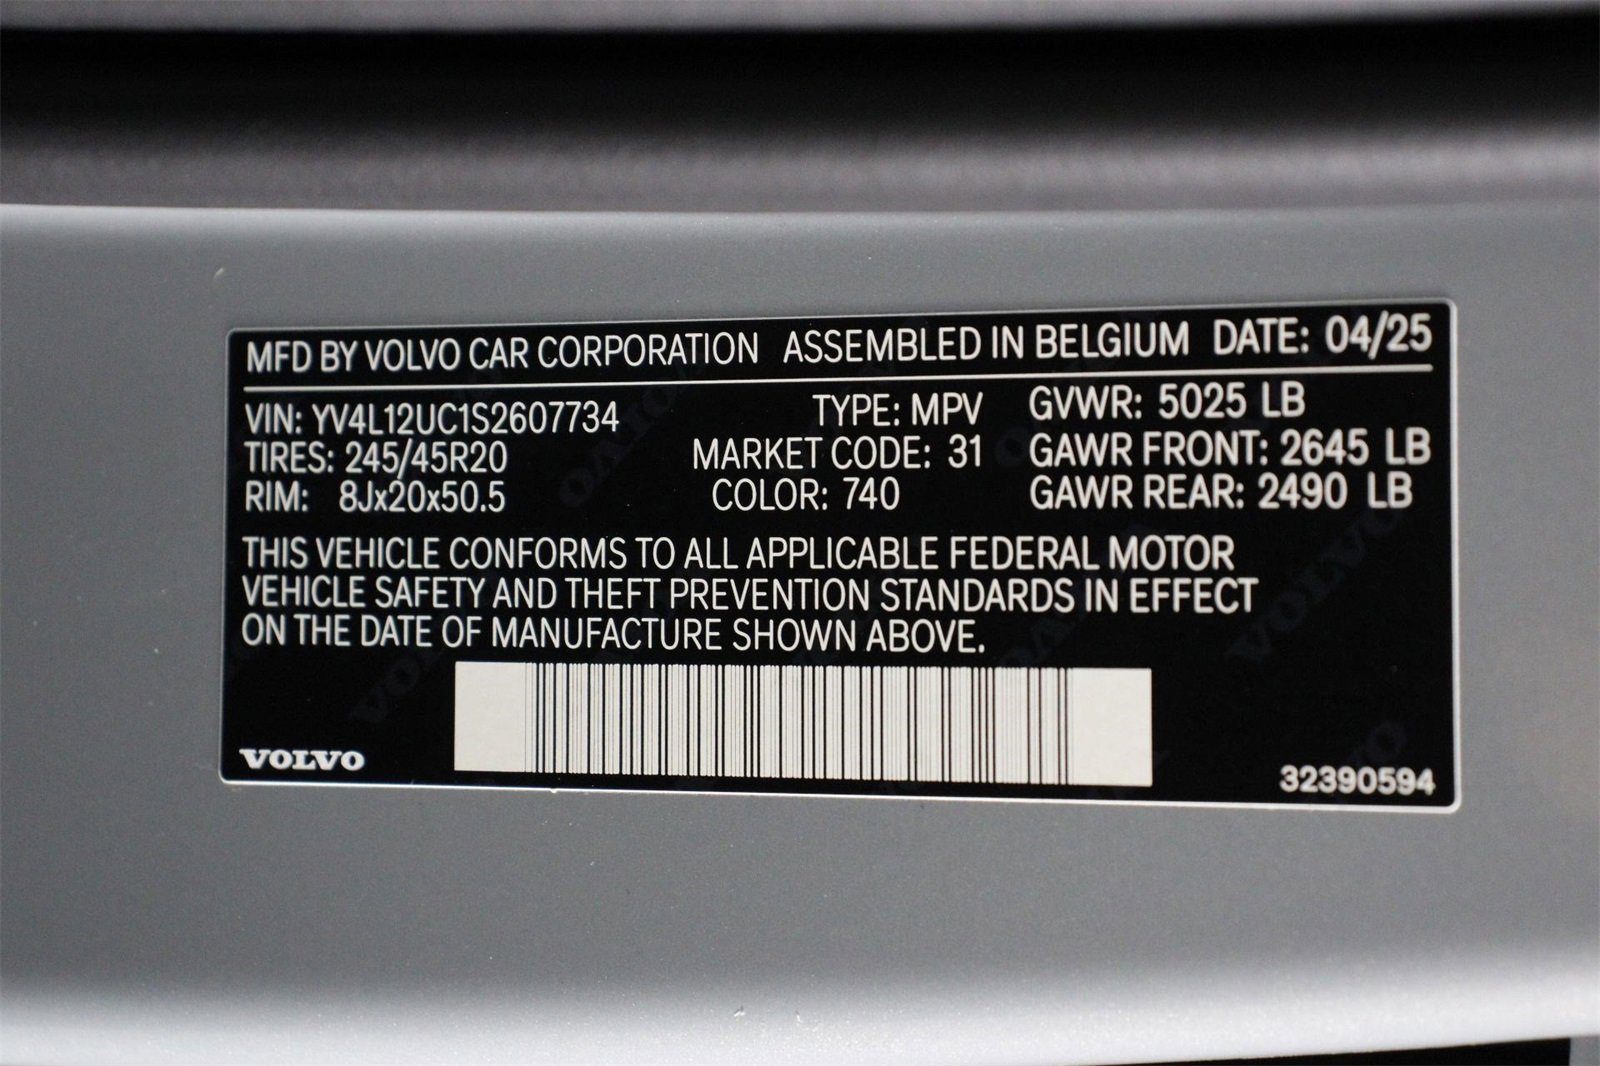 MFD BY VOLVO CAR CORPORATION ASSEMBLED IN BELGIUM DATE: 04/25
VIN: YV4L12UC1S2607734 TYPE: MPV GVWR: 5025 LB
TIRES: 245/45R20 MARKET CODE: 31 GAWR FRONT: 2645 LB
RIM: 8Jx20x50.5 COLOR: 740 GAWR REAR: 2490 LB
THIS VEHICLE CONFORMS TO ALL APPLICABLE FEDERAL MOTOR
VEHICLE SAFETY AND THEFT PREVENTION STANDARDS IN EFFECT
ON THE DATE OF MANUFACTURE SHOWN ABOVE.
VOLVO 32390594